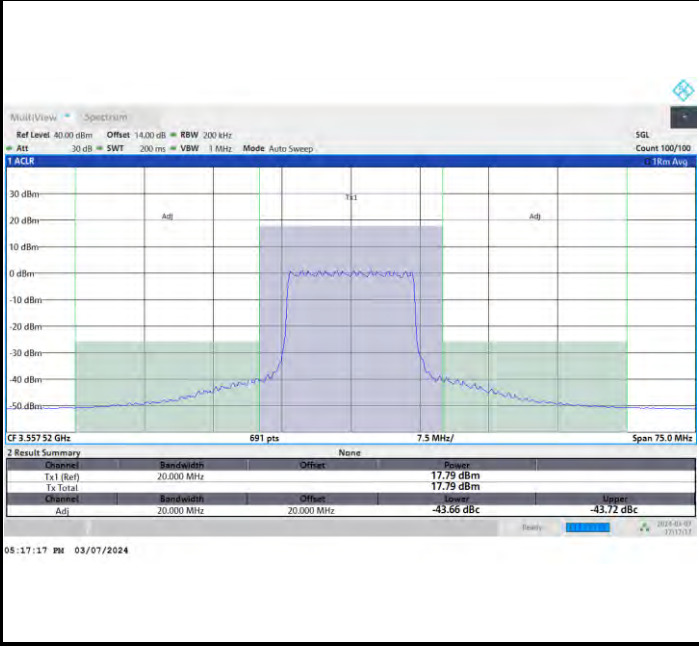 MultiView Spectrum
Ref Level 40.00 dBm Offset 14.00 dB RBW 200 kHz SGL
Att 30 dB SWT 200 ms VBW 1 MHz Mode Auto Sweep Count 100/100
1 ACLR 1Rm Avg
30 dBm
Tx1
20 dBm Adj Adj
10 dBm
0 dBm
-10 dBm
-20 dBm
-30 dBm
-40 dBm
-50 dBm
CF 3.557 52 GHz 691 pts 7.5 MHz/ Span 75.0 MHz
2 Result Summary None
Channel Bandwidth Offset Power
Tx1 (Ref) 20.000 MHz 17.79 dBm
Tx Total 17.79 dBm
Channel Bandwidth Offset Lower Upper
Adj 20.000 MHz 20.000 MHz -43.66 dBc -43.72 dBc
Ready 2024-03-07
17:17:17
05:17:17 PM 03/07/2024